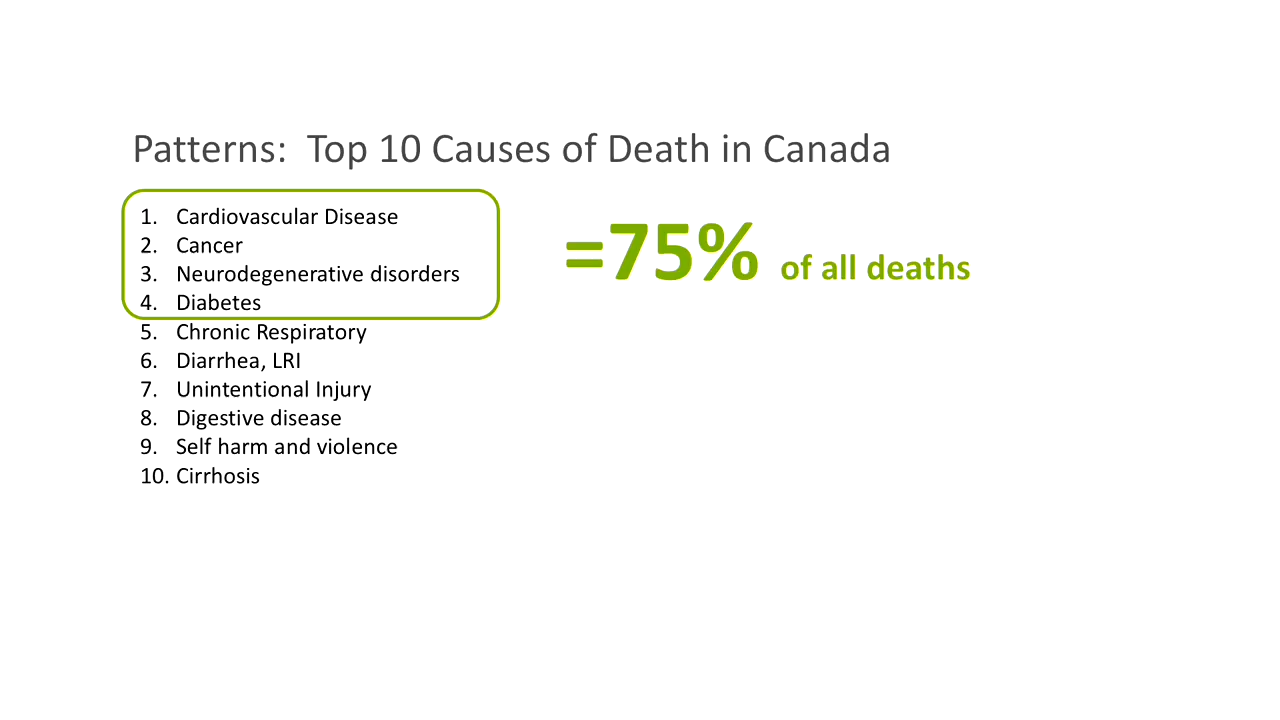 Patterns:  Top 10 Causes of Death in Canada
1. Cardiovascular Disease
2. Cancer
3. Neurodegenerative disorders
4. Diabetes
5. Chronic Respiratory
6. Diarrhea, LRI
7. Unintentional Injury
8. Digestive disease
9. Self harm and violence
10. Cirrhosis
=75% of all deaths